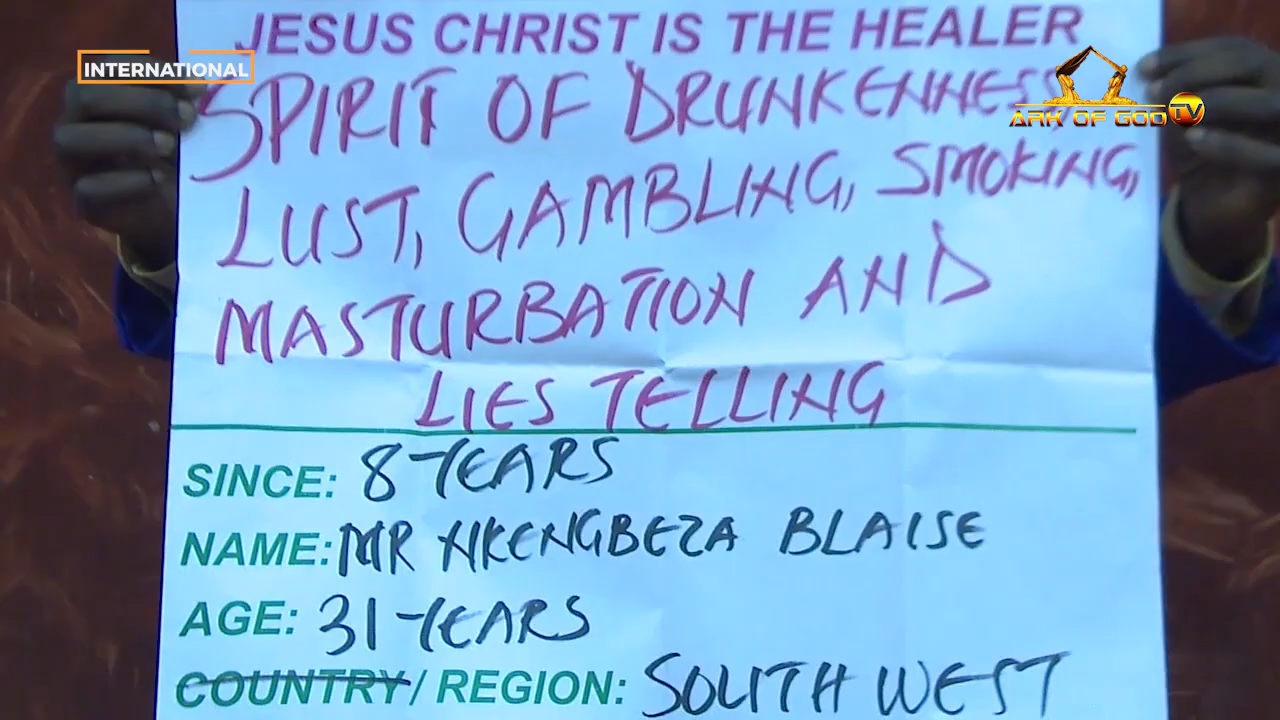 JESUS CHRIST IS THE HEALER
INTERNATIONAL
SPIRIT OF DRUNKENNESS
ARK OF GOD TV
LUST, GAMBLING, SMOKING,
MASTURBATION AND
LIES TELLING
SINCE: 8 YEARS
NAME: MR NKENGBEZA BLAISE
AGE: 31 YEARS
COUNTRY / REGION: SOUTH WEST